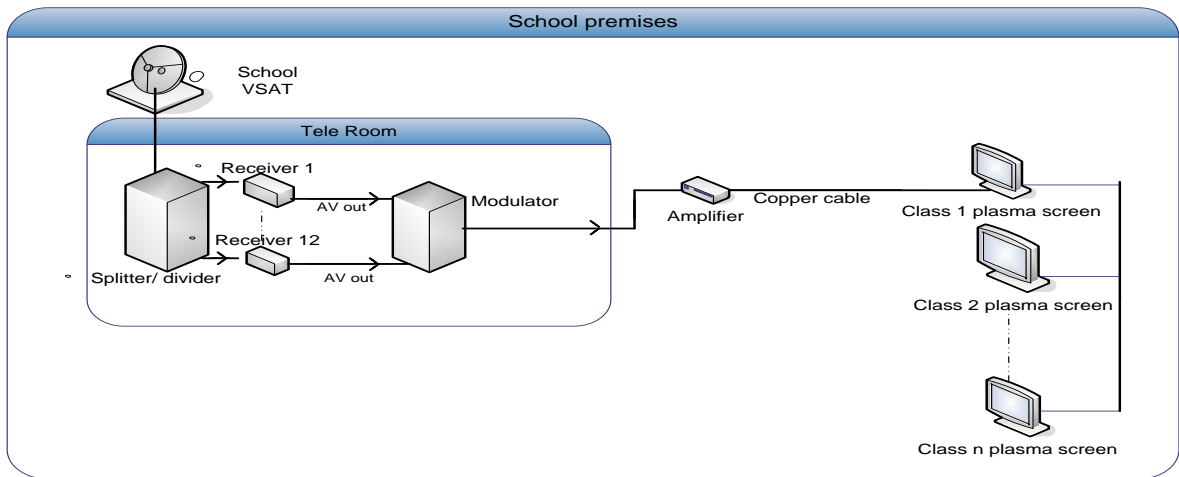 School premises
School
VSAT
Tele Room
Receiver 1
AV out
Modulator
Receiver 12
AV out
Splitter/ divider
Amplifier
Copper cable
Class 1 plasma screen
Class 2 plasma screen
Class n plasma screen